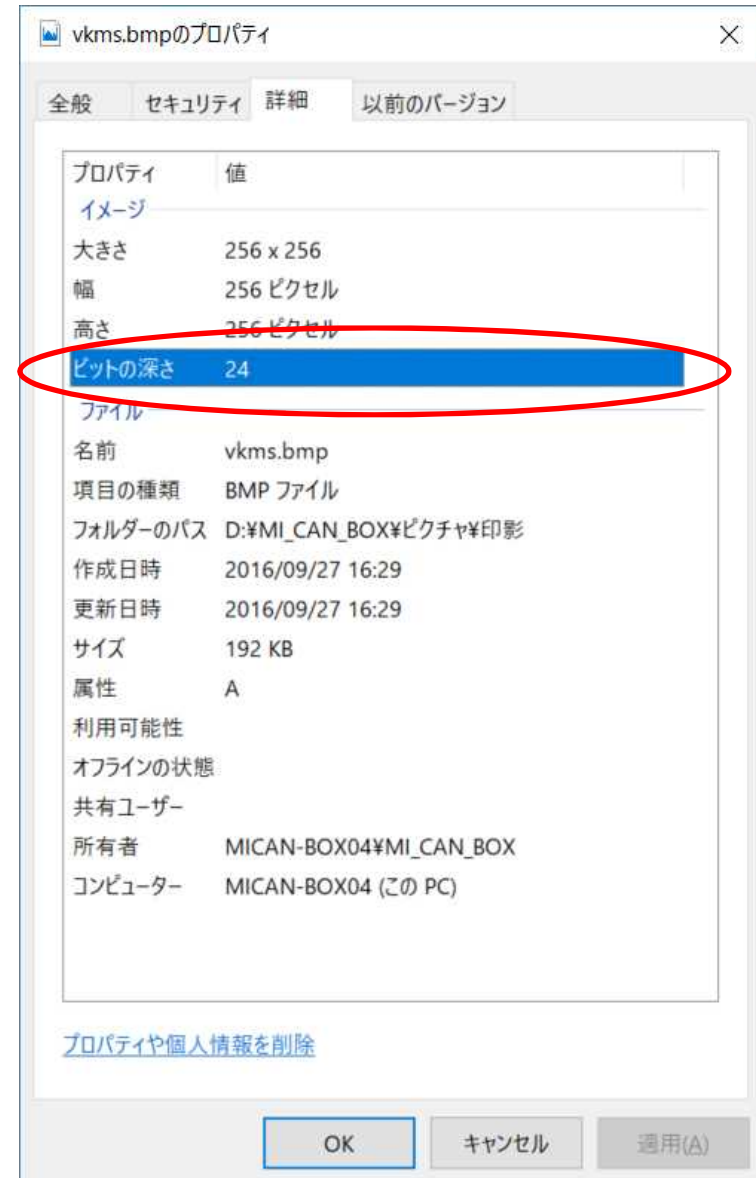 vkms.bmpのプロパティ
全般 セキュリティ 詳細 以前のバージョン
プロパティ 値
イメージ
大きさ 256 x 256
幅 256 ピクセル
高さ 256 ピクセル
ビットの深さ 24
ファイル
名前 vkms.bmp
項目の種類 BMP ファイル
フォルダーのパス D:¥MI_CAN_BOX¥ピクチャ¥印影
作成日時 2016/09/27 16:29
更新日時 2016/09/27 16:29
サイズ 192 KB
属性 A
利用可能性
オフラインの状態
共有ユーザー
所有者 MICAN-BOX04¥MI_CAN_BOX
コンピューター MICAN-BOX04 (この PC)
プロパティや個人情報を削除
OK キャンセル 適用(A)